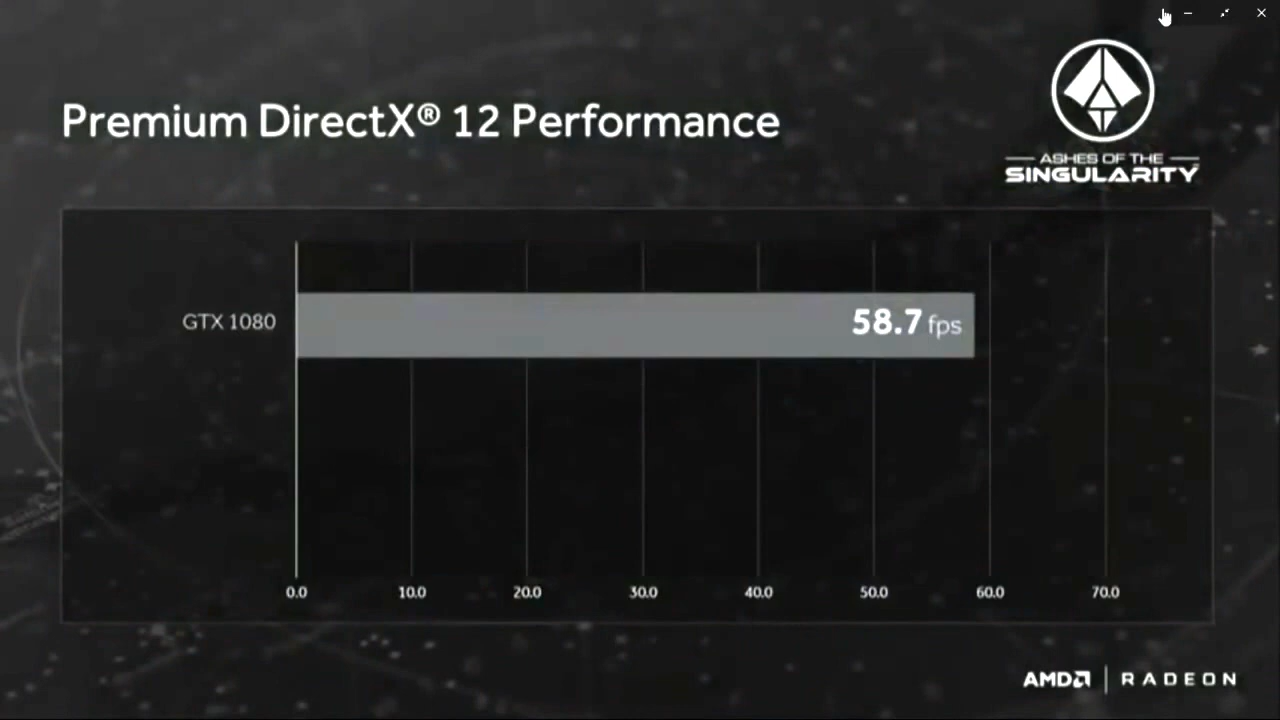 Premium DirectX® 12 Performance
ASHES OF THE
SINGULARITY
GTX 1080
58.7 fps
0.0 10.0 20.0 30.0 40.0 50.0 60.0 70.0
AMD RADEON